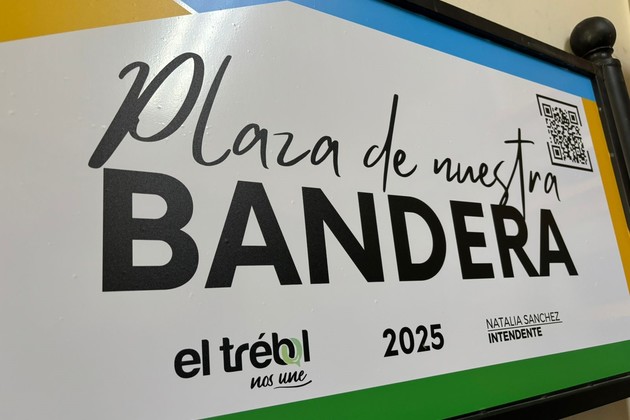 Plaza de nuestra
BANDERA
el trébol
nos une
2025
NATALIA SANCHEZ
INTENDENTE